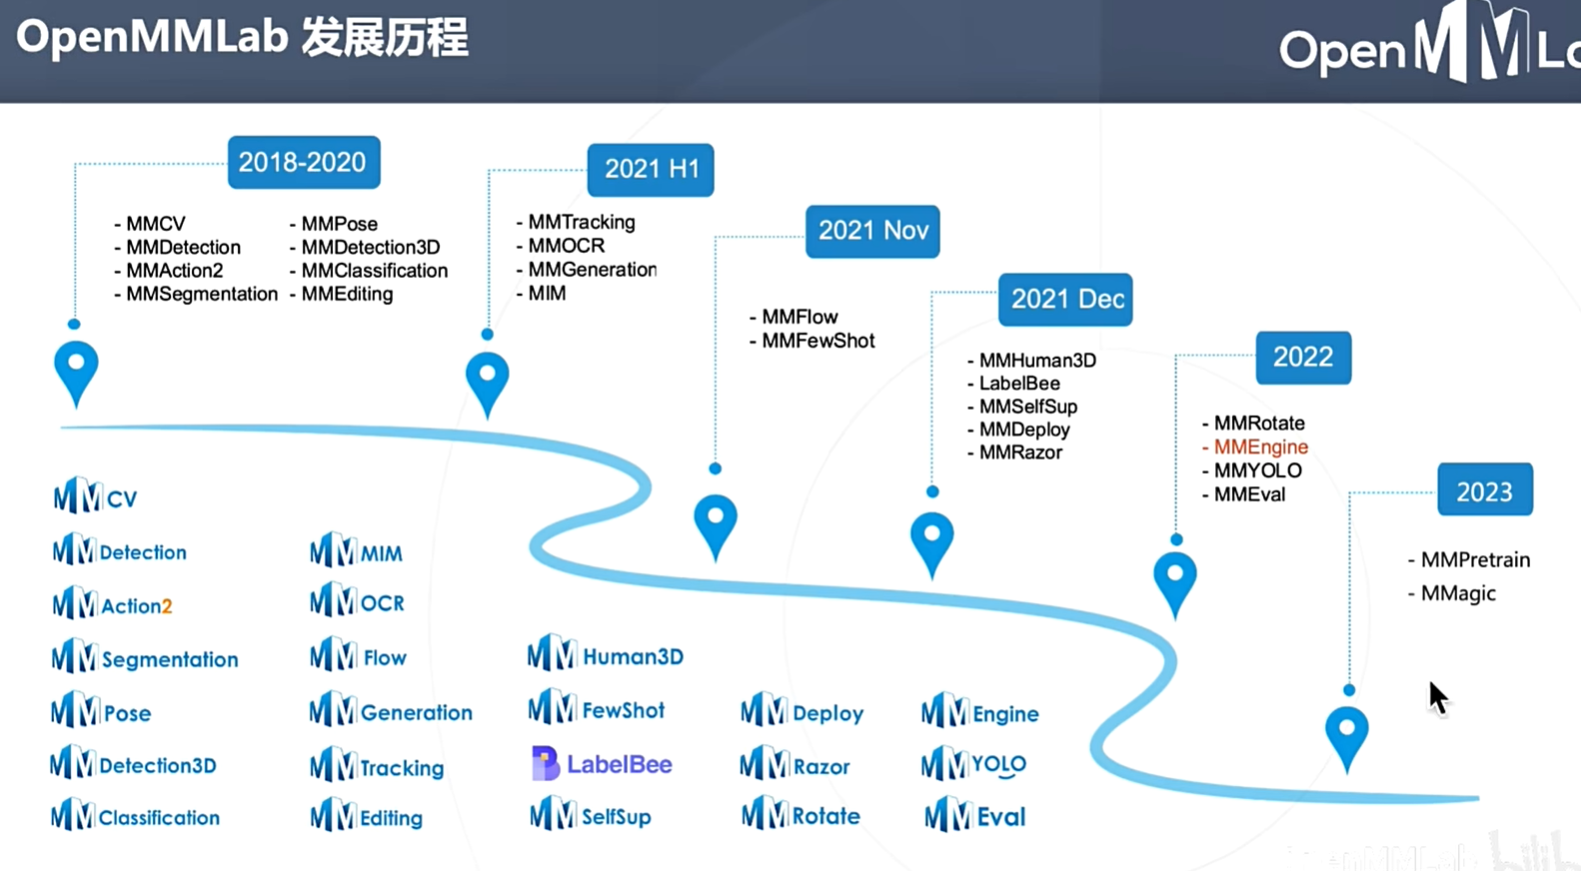 OpenMMLab 发展历程
OpenMMLa
2018-2020
- MMCV
- MMDetection
- MMAction2
- MMSegmentation
- MMPose
- MMDetection3D
- MMClassification
- MMEditing
2021 H1
- MMTracking
- MMOCR
- MMGeneration
- MIM
2021 Nov
- MMFlow
- MMFewShot
2021 Dec
- MMHuman3D
- LabelBee
- MMSelfSup
- MMDeploy
- MMRazor
2022
- MMRotate
- MMEngine
- MMYOLO
- MMEval
2023
- MMPretrain
- MMagic
MMCV
MMDetection
MMAction2
MMSegmentation
MMPose
MMDetection3D
MMClassification
MMMIM
MMOCR
MMFlow
MMGeneration
MMTracking
MMEditing
MMHuman3D
MMFewShot
LabelBee
MMSelfSup
MMDeploy
MMRazor
MMRotate
MMEngine
MMYOLO
MMEval